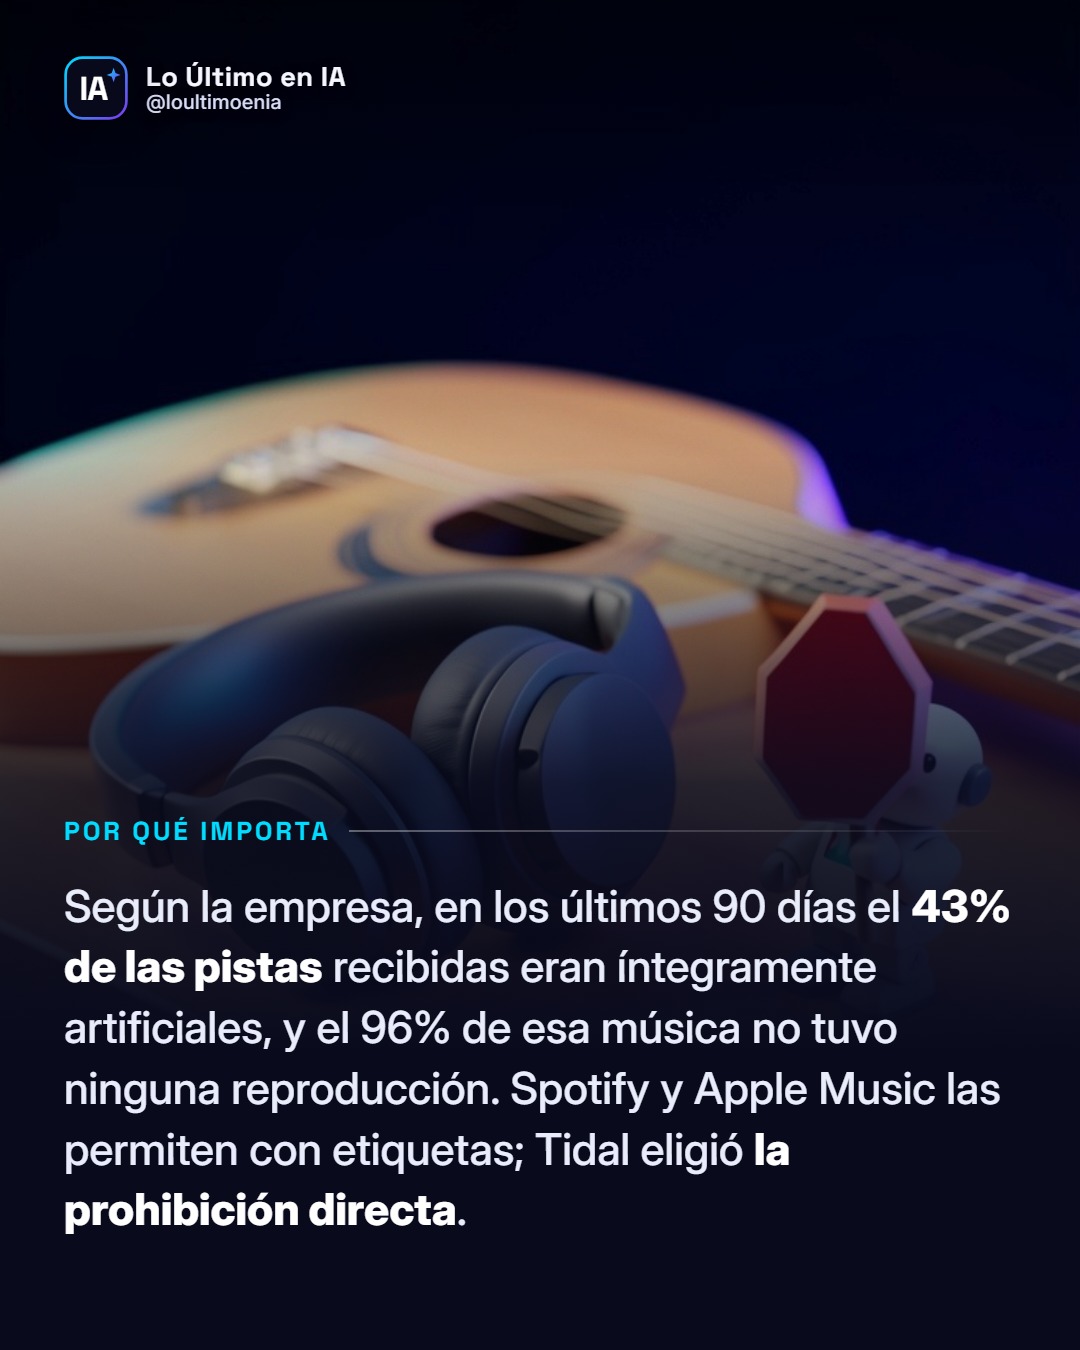 IA
Lo Último en IA
@loultimoenia
POR QUÉ IMPORTA
Según la empresa, en los últimos 90 días el 43%
de las pistas recibidas eran íntegramente
artificiales, y el 96% de esa música no tuvo
ninguna reproducción. Spotify y Apple Music las
permiten con etiquetas; Tidal eligió la
prohibición directa.